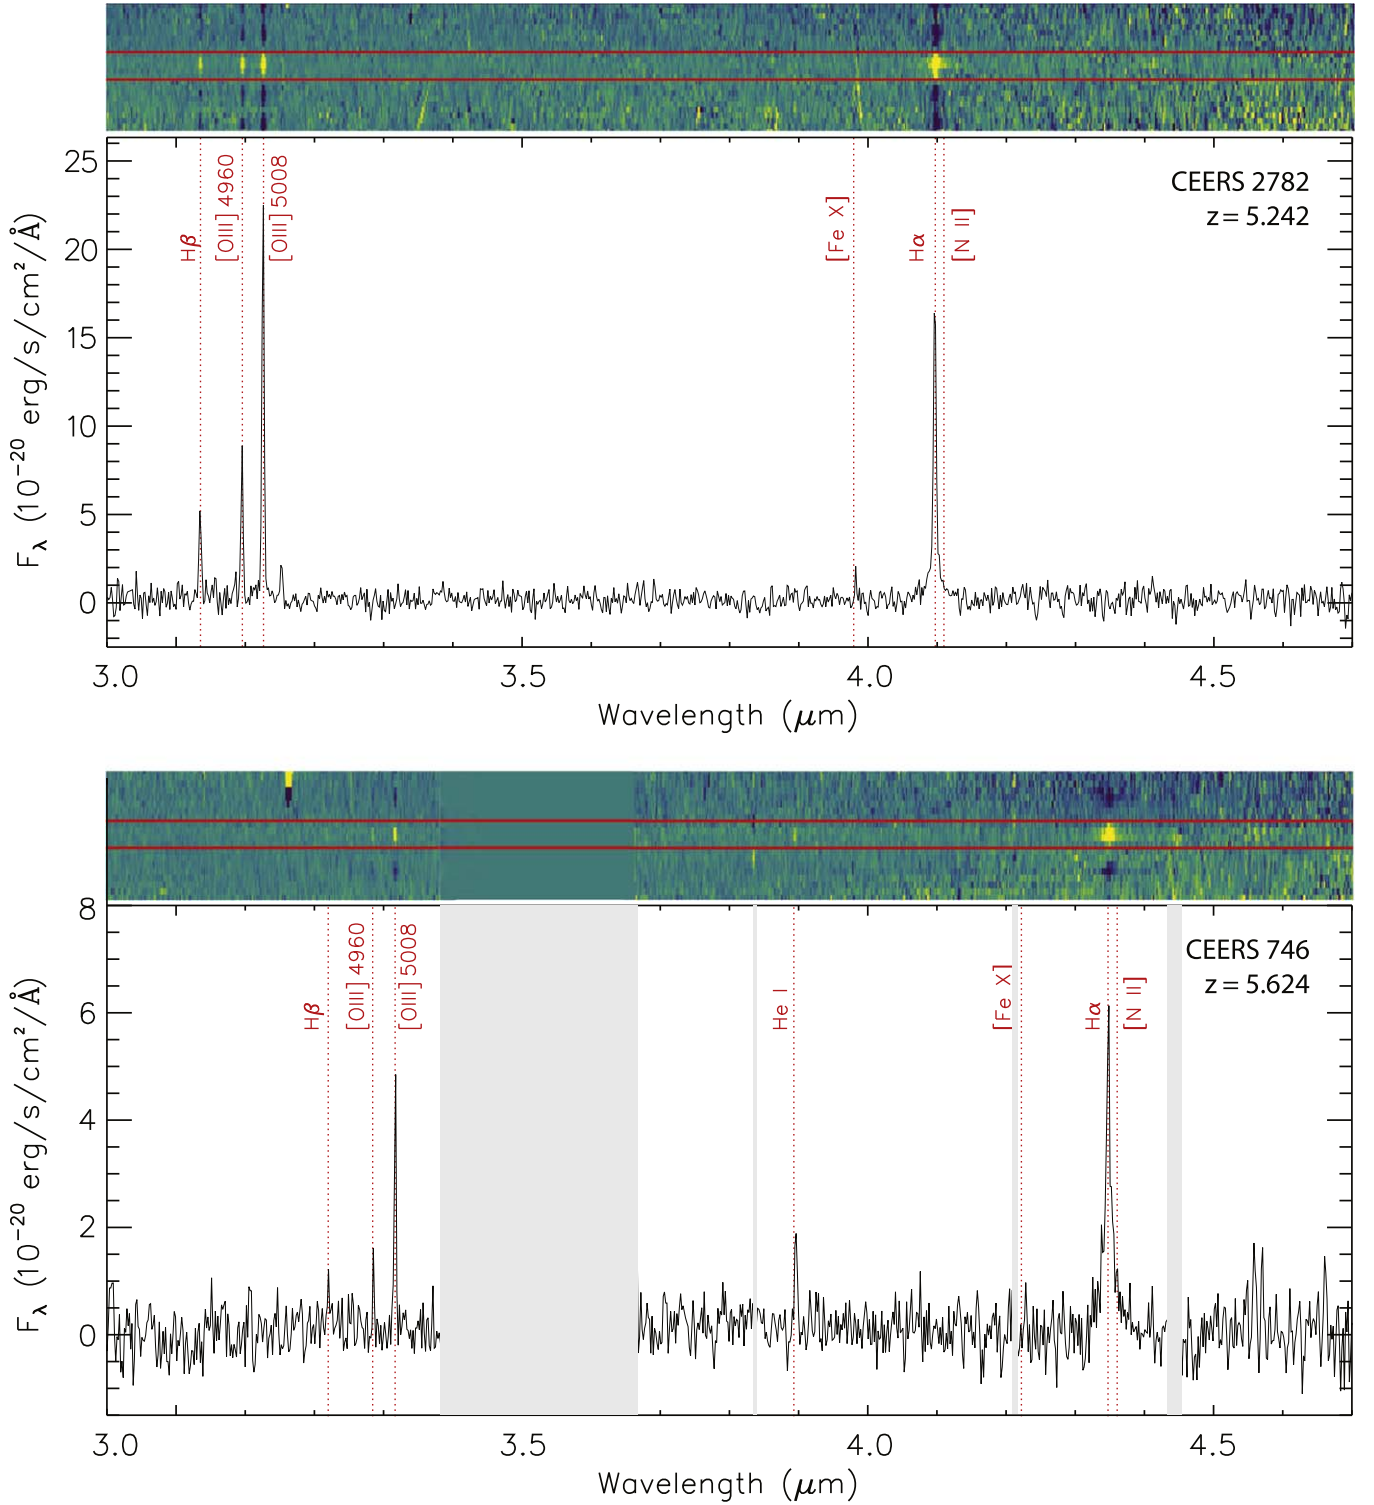 CEERS 2782
z = 5.242
Hβ
[OIII] 4960
[OIII] 5008
[Fe X]
Hα
[N II]
25
20
15
10
5
0
F_λ (10⁻²⁰ erg/s/cm²/Å)
3.0 3.5 4.0 4.5
Wavelength (μm)
CEERS 746
z = 5.624
Hβ
[OIII] 4960
[OIII] 5008
He I
[Fe X]
Hα
[N II]
8
6
4
2
0
F_λ (10⁻²⁰ erg/s/cm²/Å)
3.0 3.5 4.0 4.5
Wavelength (μm)